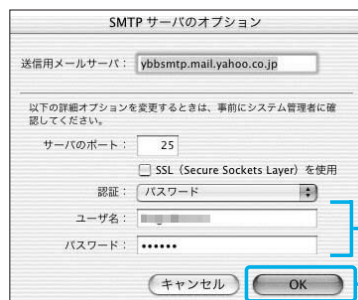 SMTP サーバのオプション
送信用メールサーバ： ybbsmtp.mail.yahoo.co.jp
以下の詳細オプションを変更するときは、事前にシステム管理者に確
認してください。
サーバのポート： 25
SSL（Secure Sockets Layer）を使用
認証： パスワード
ユーザ名：
パスワード： ••••••
キャンセル OK